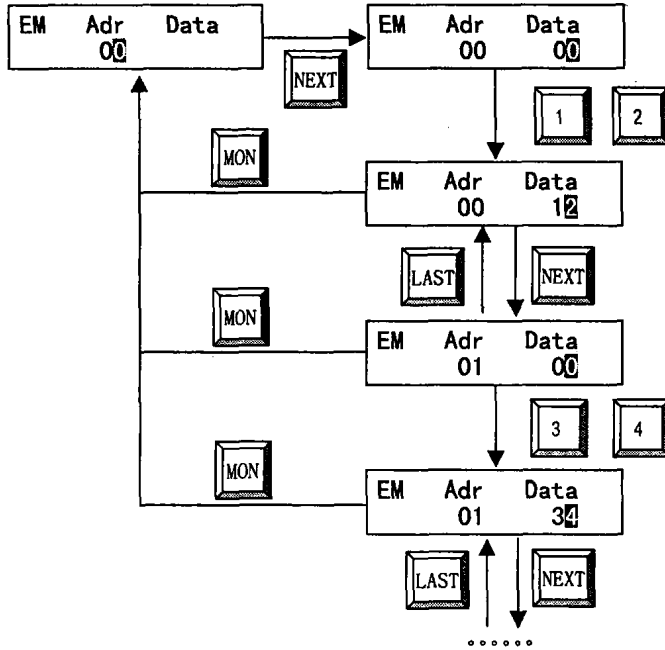 EM Adr Data EM Adr Data
00 00 00
NEXT
1 2
MON
EM Adr Data
00 12
LAST NEXT
MON
EM Adr Data
01 00
3 4
MON
EM Adr Data
01 34
LAST NEXT